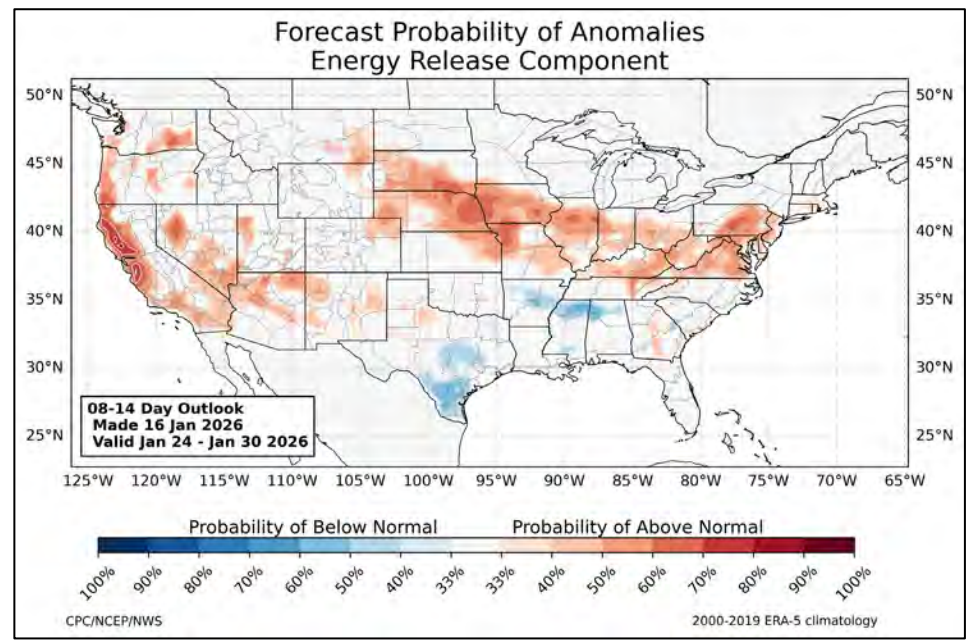 Forecast Probability of Anomalies
Energy Release Component
50°N
50°N
45°N
45°N
40°N
40°N
35°N
35°N
30°N
30°N
25°N
25°N
08-14 Day Outlook
Made 16 Jan 2026
Valid Jan 24 - Jan 30 2026
125°W 120°W 115°W 110°W 105°W 100°W 95°W 90°W 85°W 80°W 75°W 70°W 65°W
Probability of Below Normal Probability of Above Normal
100% 90% 80% 70% 60% 50% 40% 33% 33% 40% 50% 60% 70% 80% 90% 100%
CPC/NCEP/NWS 2000-2019 ERA-5 climatology